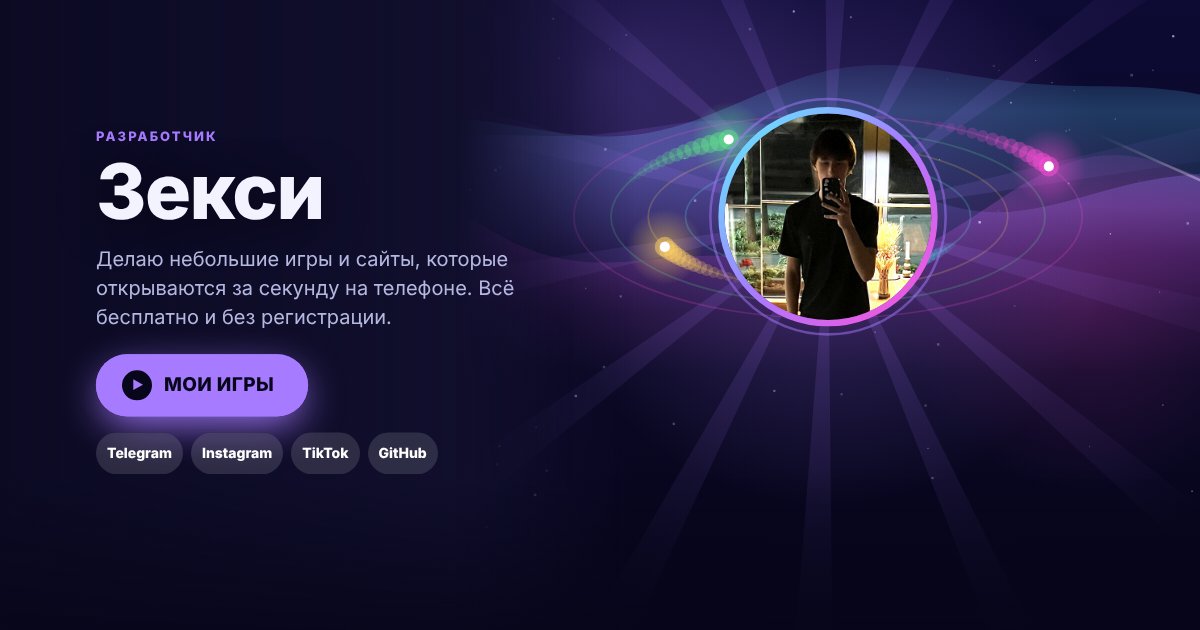 РАЗРАБОТЧИК
Зекси
Делаю небольшие игры и сайты, которые
открываются за секунду на телефоне. Всё
бесплатно и без регистрации.
МОИ ИГРЫ
Telegram Instagram TikTok GitHub